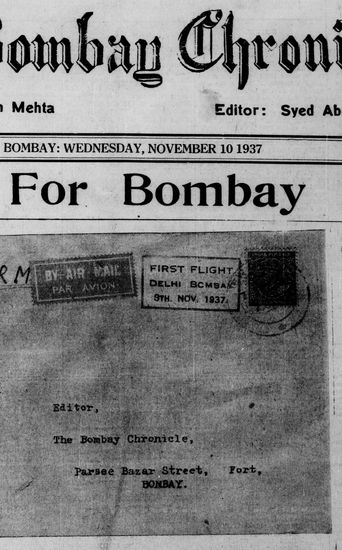 Bombay Chroni
n Mehta
Editor: Syed Ab
BOMBAY: WEDNESDAY, NOVEMBER 10 1937
For Bombay
R M
BY AIR MAIL
PAR AVION
FIRST FLIGHT
DELHI BOMBAY
9TH. NOV. 1937.
Editor,
The Bombay Chronicle,
Parsee Bazar Street, Fort,
BOMBAY.